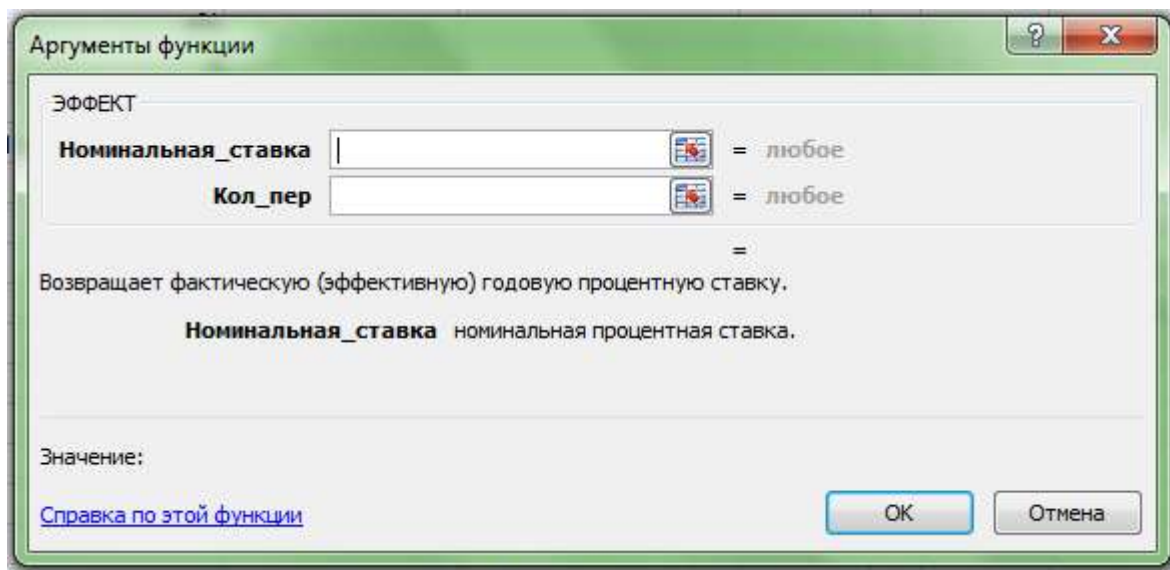 Аргументы функции
ЭФФЕКТ
Номинальная_ставка = любое
Кол_пер = любое
=
Возвращает фактическую (эффективную) годовую процентную ставку.
Номинальная_ставка номинальная процентная ставка.
Значение:
Справка по этой функции ОК Отмена